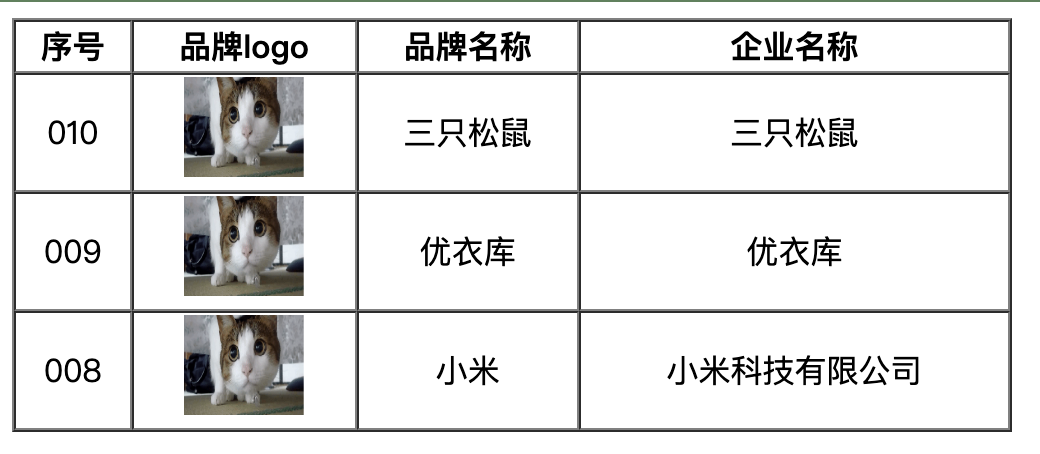 序号 品牌logo 品牌名称 企业名称
010 三只松鼠 三只松鼠
009 优衣库 优衣库
008 小米 小米科技有限公司